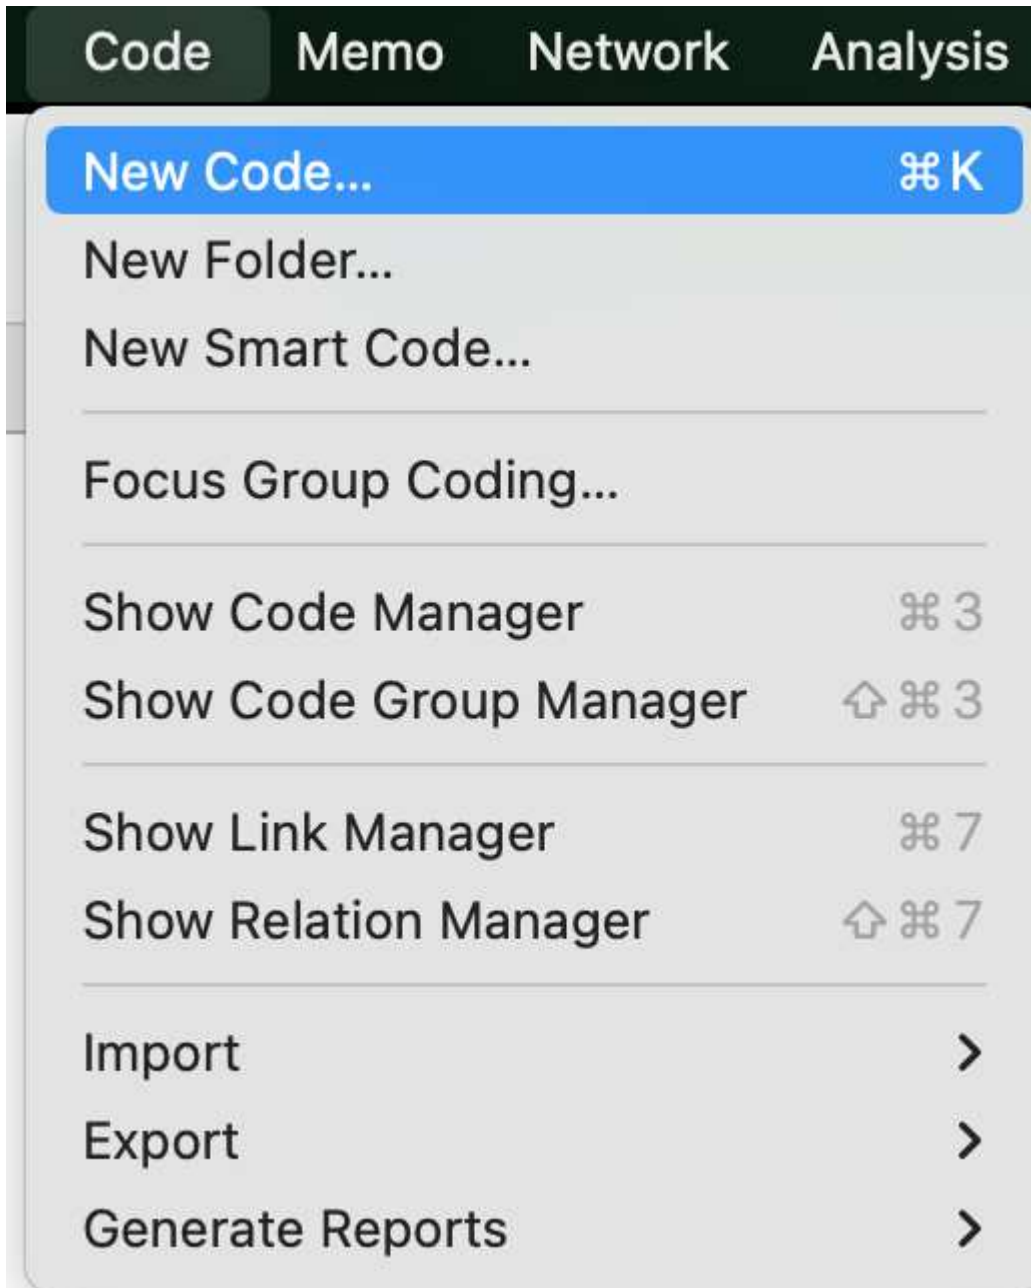 Code Memo Network Analysis
New Code... ⌘K
New Folder...
New Smart Code...
Focus Group Coding...
Show Code Manager ⌘3
Show Code Group Manager ⇧⌘3
Show Link Manager ⌘7
Show Relation Manager ⇧⌘7
Import
Export
Generate Reports